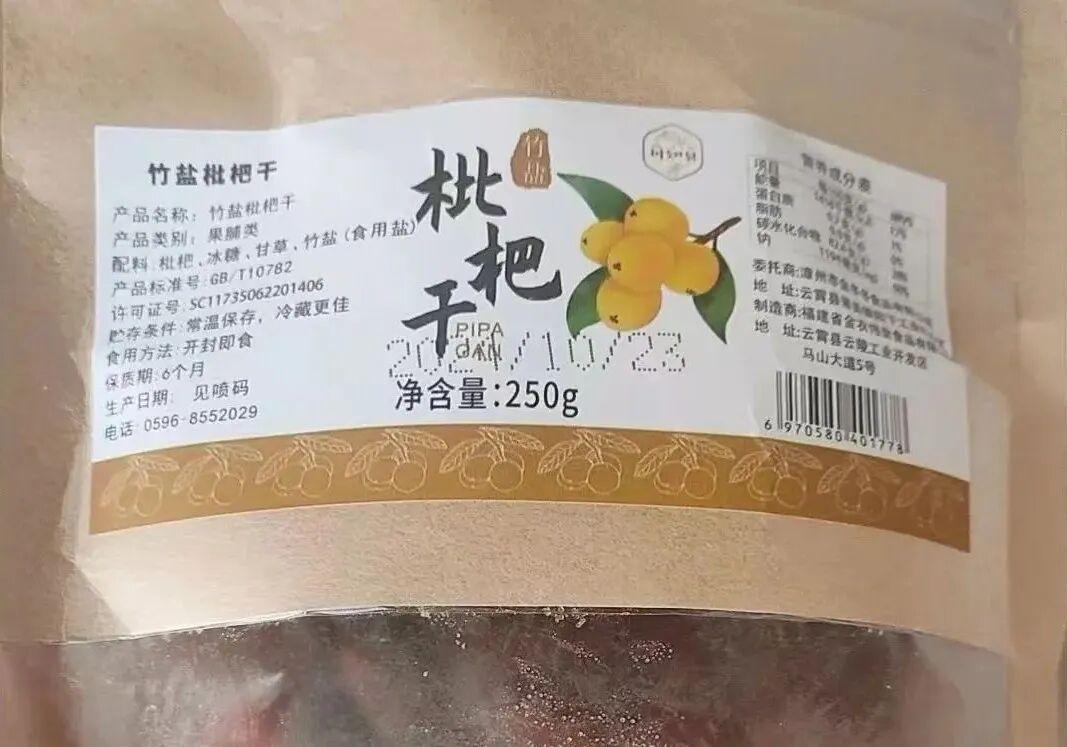 竹盐枇杷干
产品名称：竹盐枇杷干
产品类别：果脯类
配料：枇杷、冰糖、甘草、竹盐(食用盐)
产品标准号：GB/T10782
许可证号：SC11735062201406
贮存条件：常温保存，冷藏更佳
食用方法：开封即食
保质期：6个月
生产日期： 见喷码
电话：0596-8552029
竹盐
枇杷干
PIPA
GAN
2024/10/23
净含量：250g
营养成分表
项目
能量
蛋白质
脂肪
碳水化合物
钠
委托商：漳州市
地 址：云霄县
制造商：福建省金
地 址：云霄县云陵工业开发区
马山大道5号
6 970580 401778